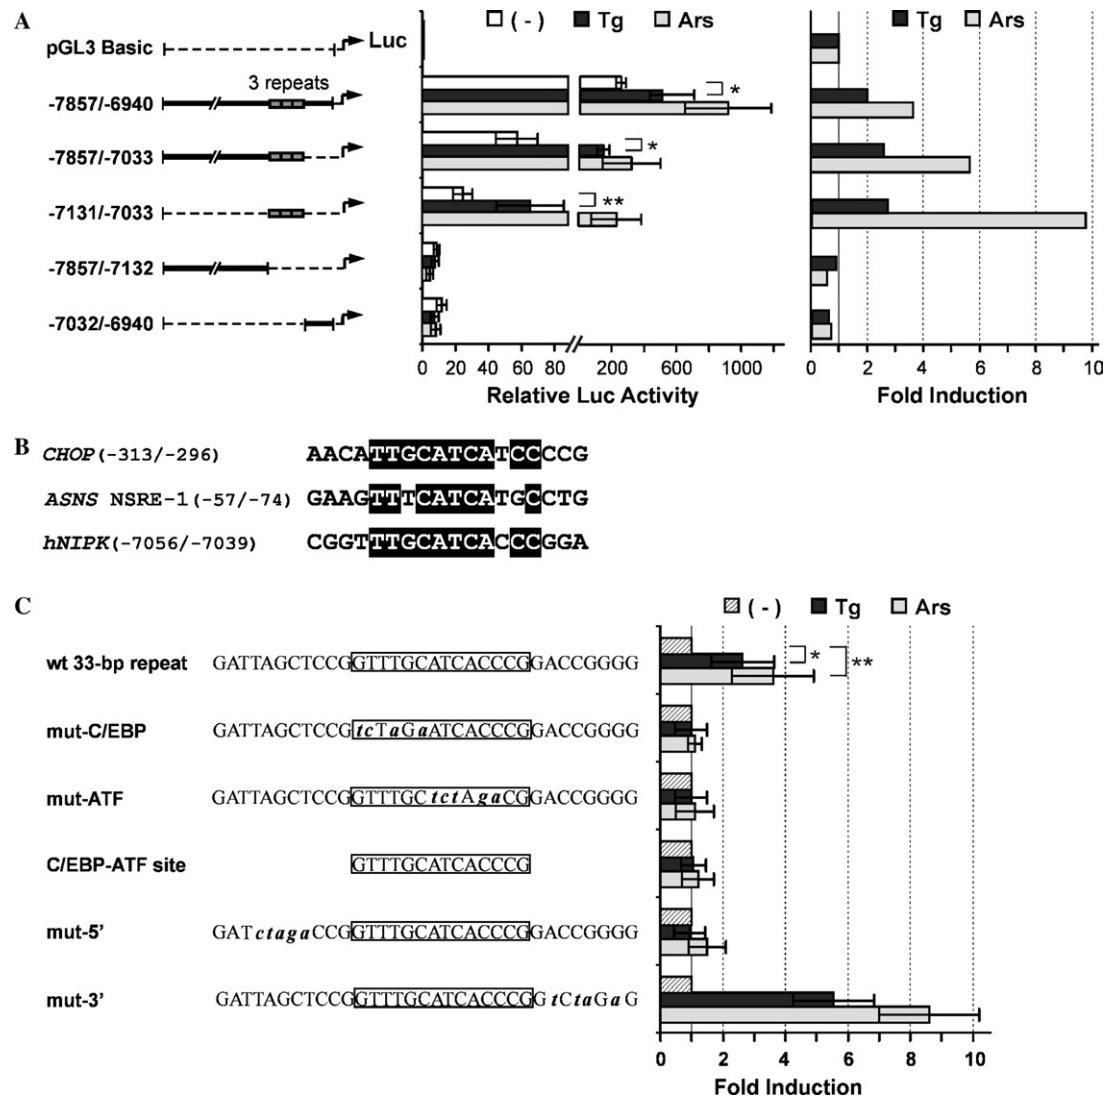 A
(-) Tg Ars
Tg Ars
pGL3 Basic
Luc
3 repeats
-7857/-6940
*
-7857/-7033
*
-7131/-7033
**
-7857/-7132
-7032/-6940
0 20 40 60 80 200 600 1000
Relative Luc Activity
0 2 4 6 8 10
Fold Induction
B
CHOP(-313/-296) AACATTGCATCATCCCCG
ASNS NSRE-1(-57/-74) GAAGTTTCATCATGCCTG
hNIPK(-7056/-7039) CGGTTTGCATCACCCGGA
C
(-) Tg Ars
wt 33-bp repeat GATTAGCTCCGGTTTGCATCACCCGGACCGGGG
* **
mut-C/EBP GATTAGCTCCGtcTaGaATCACCCGGACCGGGG
mut-ATF GATTAGCTCCGGTTTGCtctAgaCGGACCGGGG
C/EBP-ATF site GTTTGCATCACCCG
mut-5' GATctagaCCGGTTTGCATCACCCGGACCGGGG
mut-3' GATTAGCTCCGGTTTGCATCACCCGGtCtaGaG
0 2 4 6 8 10
Fold Induction